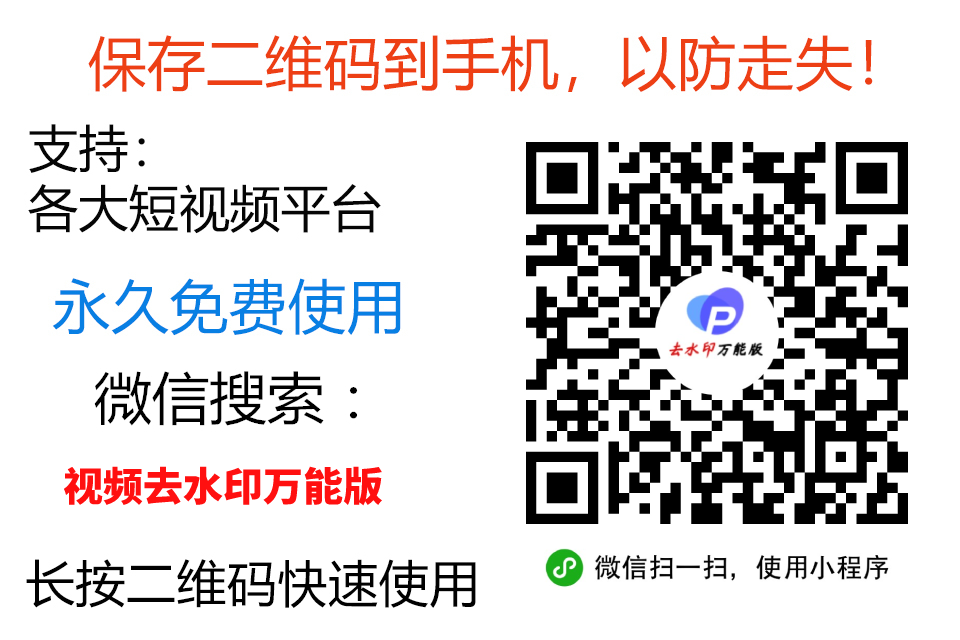 保存二维码到手机，以防走失！
支持：
各大短视频平台
永久免费使用
微信搜索：
视频去水印万能版
长按二维码快速使用
P
去水印万能版
微信扫一扫，使用小程序